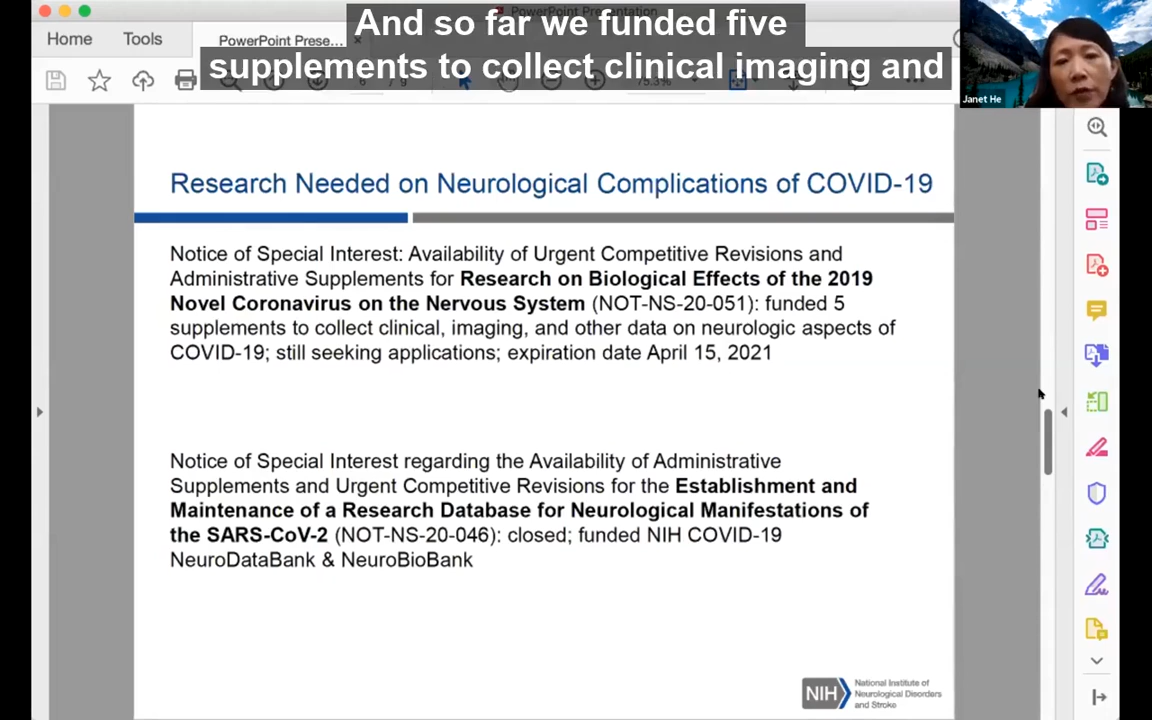 And so far we funded five
supplements to collect clinical imaging and
Home
Tools
PowerPoint Prese...
PowerPoint Presentation
75.3%
Janet He
Research Needed on Neurological Complications of COVID-19
Notice of Special Interest: Availability of Urgent Competitive Revisions and
Administrative Supplements for Research on Biological Effects of the 2019
Novel Coronavirus on the Nervous System (NOT-NS-20-051): funded 5
supplements to collect clinical, imaging, and other data on neurologic aspects of
COVID-19; still seeking applications; expiration date April 15, 2021
Notice of Special Interest regarding the Availability of Administrative
Supplements and Urgent Competitive Revisions for the Establishment and
Maintenance of a Research Database for Neurological Manifestations of
the SARS-CoV-2 (NOT-NS-20-046): closed; funded NIH COVID-19
NeuroDataBank & NeuroBioBank
NIH
National Institute of
Neurological Disorders
and Stroke